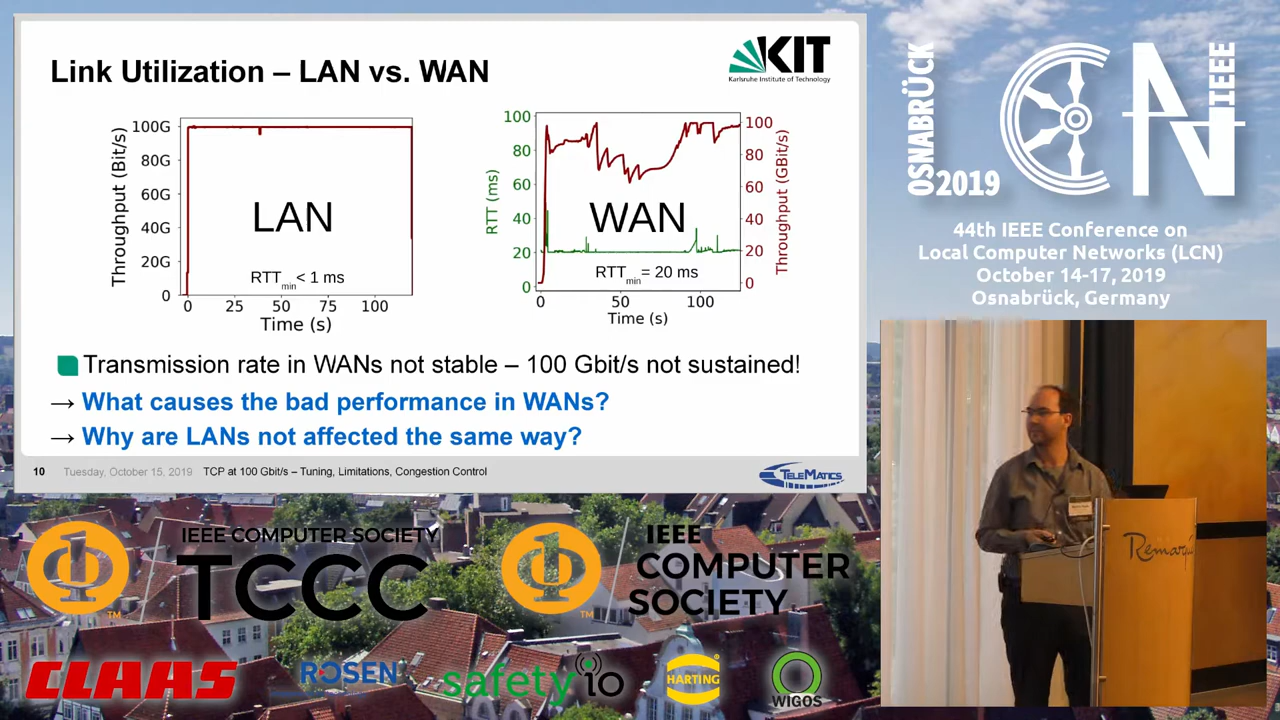 Link Utilization – LAN vs. WAN
KIT
Karlsruhe Institute of Technology
Throughput (Bit/s)
100G
80G
60G
40G
20G
0
LAN
RTTmin< 1 ms
0 25 50 75 100
Time (s)
RTT (ms)
100
80
60
40
20
0
WAN
RTTmin = 20 ms
100
80
60
40
20
0
Throughput (GBit/s)
0 50 100
Time (s)
Transmission rate in WANs not stable – 100 Gbit/s not sustained!
→ What causes the bad performance in WANs?
→ Why are LANs not affected the same way?
10 Tuesday, October 15, 2019 TCP at 100 Gbit/s – Tuning, Limitations, Congestion Control
TELEMATICS
OSNABRÜCK
2019
LCN
IEEE
44th IEEE Conference on
Local Computer Networks (LCN)
October 14-17, 2019
Osnabrück, Germany
Remarq
IEEE COMPUTER SOCIETY
TCCC
TM
IEEE
COMPUTER
SOCIETY
TM
CLAAS
ROSEN
safety io
HARTING
WIGOS